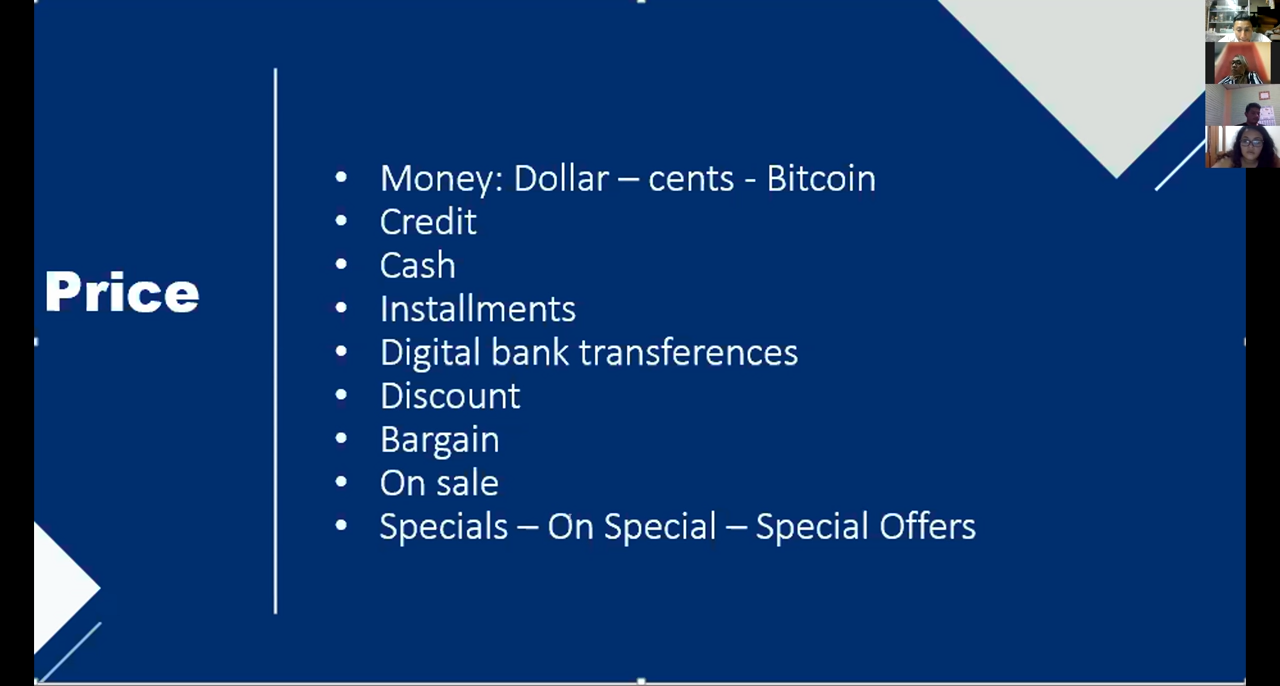 Price
• Money: Dollar – cents - Bitcoin
• Credit
• Cash
• Installments
• Digital bank transferences
• Discount
• Bargain
• On sale
• Specials – On Special – Special Offers